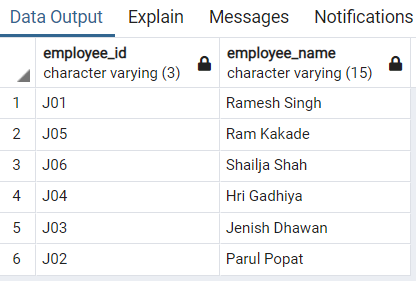 Data Output Explain Messages Notifications
employee_id employee_name
character varying (3) character varying (15)
1 J01 Ramesh Singh
2 J05 Ram Kakade
3 J06 Shailja Shah
4 J04 Hri Gadhiya
5 J03 Jenish Dhawan
6 J02 Parul Popat